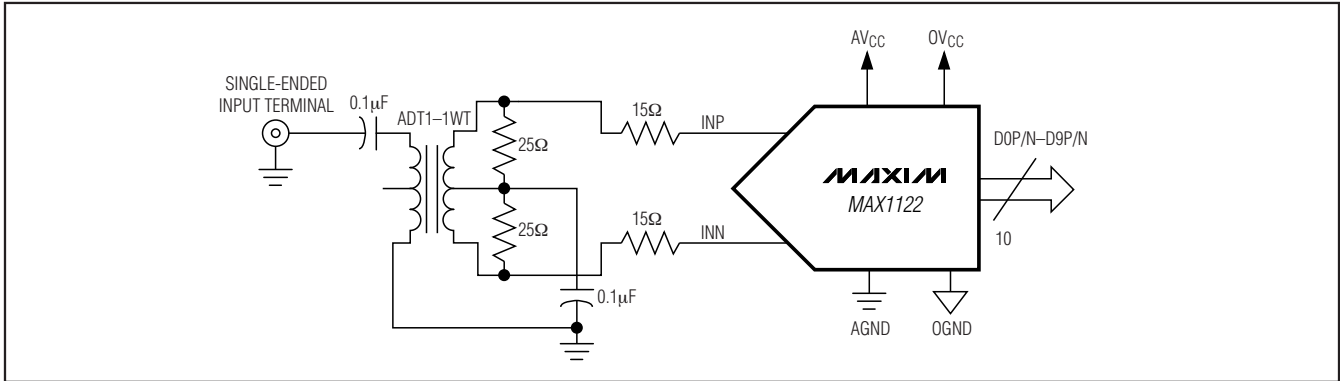 SINGLE-ENDED
INPUT TERMINAL
0.1μF
ADT1–1WT
25Ω
25Ω
0.1μF
15Ω
INP
15Ω
INN
AVCC
OVCC
MAXIM
MAX1122
D0P/N–D9P/N
10
AGND
OGND